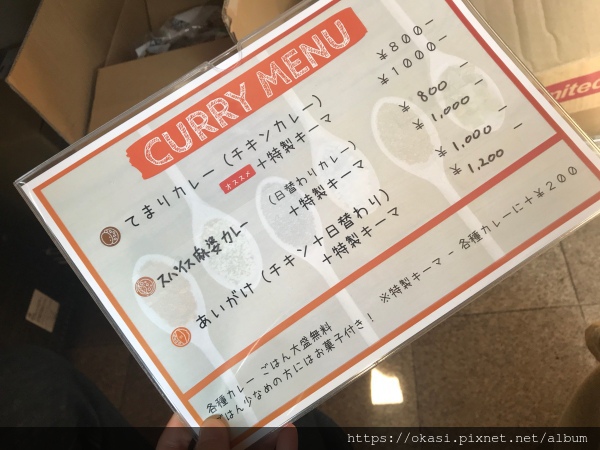 CURRY MENU
てまりカレー (チキンカレー) ¥800-
オススメ +特製キーマ ¥1000-
スパイス麻婆カレー (日替わりカレー) ¥800
+特製キーマ ¥1,000-
あいがけ (チキン+日替わり) ¥1,000-
+特製キーマ ¥1,200
※特製キーマ - 各種カレーに+¥200
各種カレー ごはん大盛無料
はん少なめの方にはお菓子付き!
https://okasi.pixnet.net/album